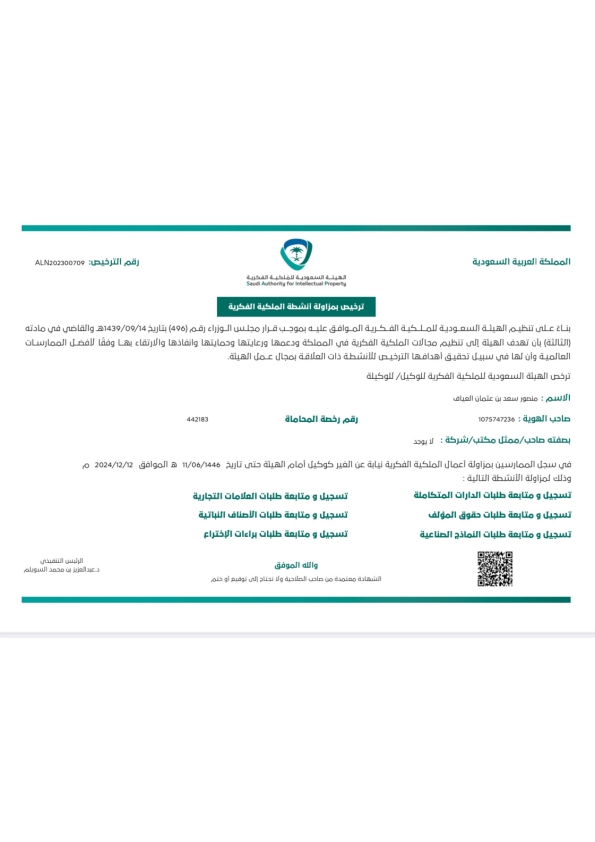 المملكة العربية السعودية
رقم الترخيص: ALN202300709
الهيئة السعودية للملكية الفكرية
Saudi Authority for Intellectual Property
ترخيص بمزاولة أنشطة الملكية الفكرية
بناءً على تنظيم الهيئة السعودية للملكية الفكرية الموافق عليه بموجب قرار مجلس الوزراء رقم (496) بتاريخ 1439/09/14هـ والقاضي في مادته
(الثالثة) بأن تهدف الهيئة إلى تنظيم مجالات الملكية الفكرية في المملكة ودعمها ورعايتها وحمايتها وانفاذها والارتقاء بها وفقًا لأفضل الممارسات
العالمية وأن لها في سبيل تحقيق أهدافها الترخيص للأنشطة ذات العلاقة بمجال عمل الهيئة.
ترخص الهيئة السعودية للملكية الفكرية للوكيل/ للوكيلة
الاسم : منصور سعد بن عثمان العياف
صاحب الهوية : 1075747236 رقم رخصة المحاماة 442183
بصفته صاحب/ممثل مكتب/شركة : لا يوجد
في سجل الممارسين بمزاولة أعمال الملكية الفكرية نيابة عن الغير كوكيل أمام الهيئة حتى تاريخ 11/06/1446 هـ الموافق 2024/12/12 م
وذلك لمزاولة الأنشطة التالية :
تسجيل و متابعة طلبات الدارات المتكاملة تسجيل و متابعة طلبات العلامات التجارية
تسجيل و متابعة طلبات حقوق المؤلف تسجيل و متابعة طلبات الأصناف النباتية
تسجيل و متابعة طلبات النماذج الصناعية تسجيل و متابعة طلبات براءات الإختراع
والله الموفق
الشهادة معتمدة من صاحب الصلاحية ولا تحتاج إلى توقيع أو ختم
الرئيس التنفيذي
د.عبدالعزيز بن محمد السويلم